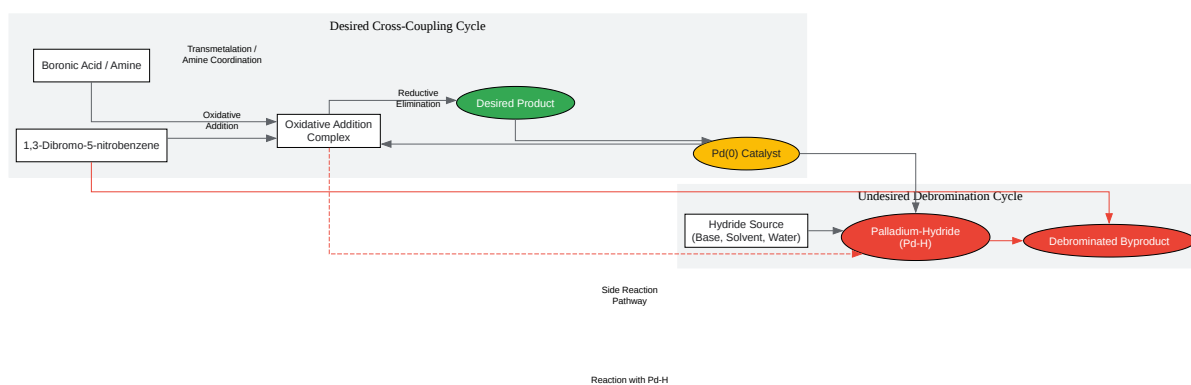 Desired Cross-Coupling Cycle
Transmetalation /
Amine Coordination
Boronic Acid / Amine
Reductive
Elimination
Desired Product
Oxidative
Addition
Oxidative Addition
Complex
1,3-Dibromo-5-nitrobenzene
Pd(0) Catalyst
Undesired Debromination Cycle
Hydride Source
(Base, Solvent, Water)
Palladium-Hydride
(Pd-H)
Debrominated Byproduct
Side Reaction
Pathway
Reaction with Pd-H